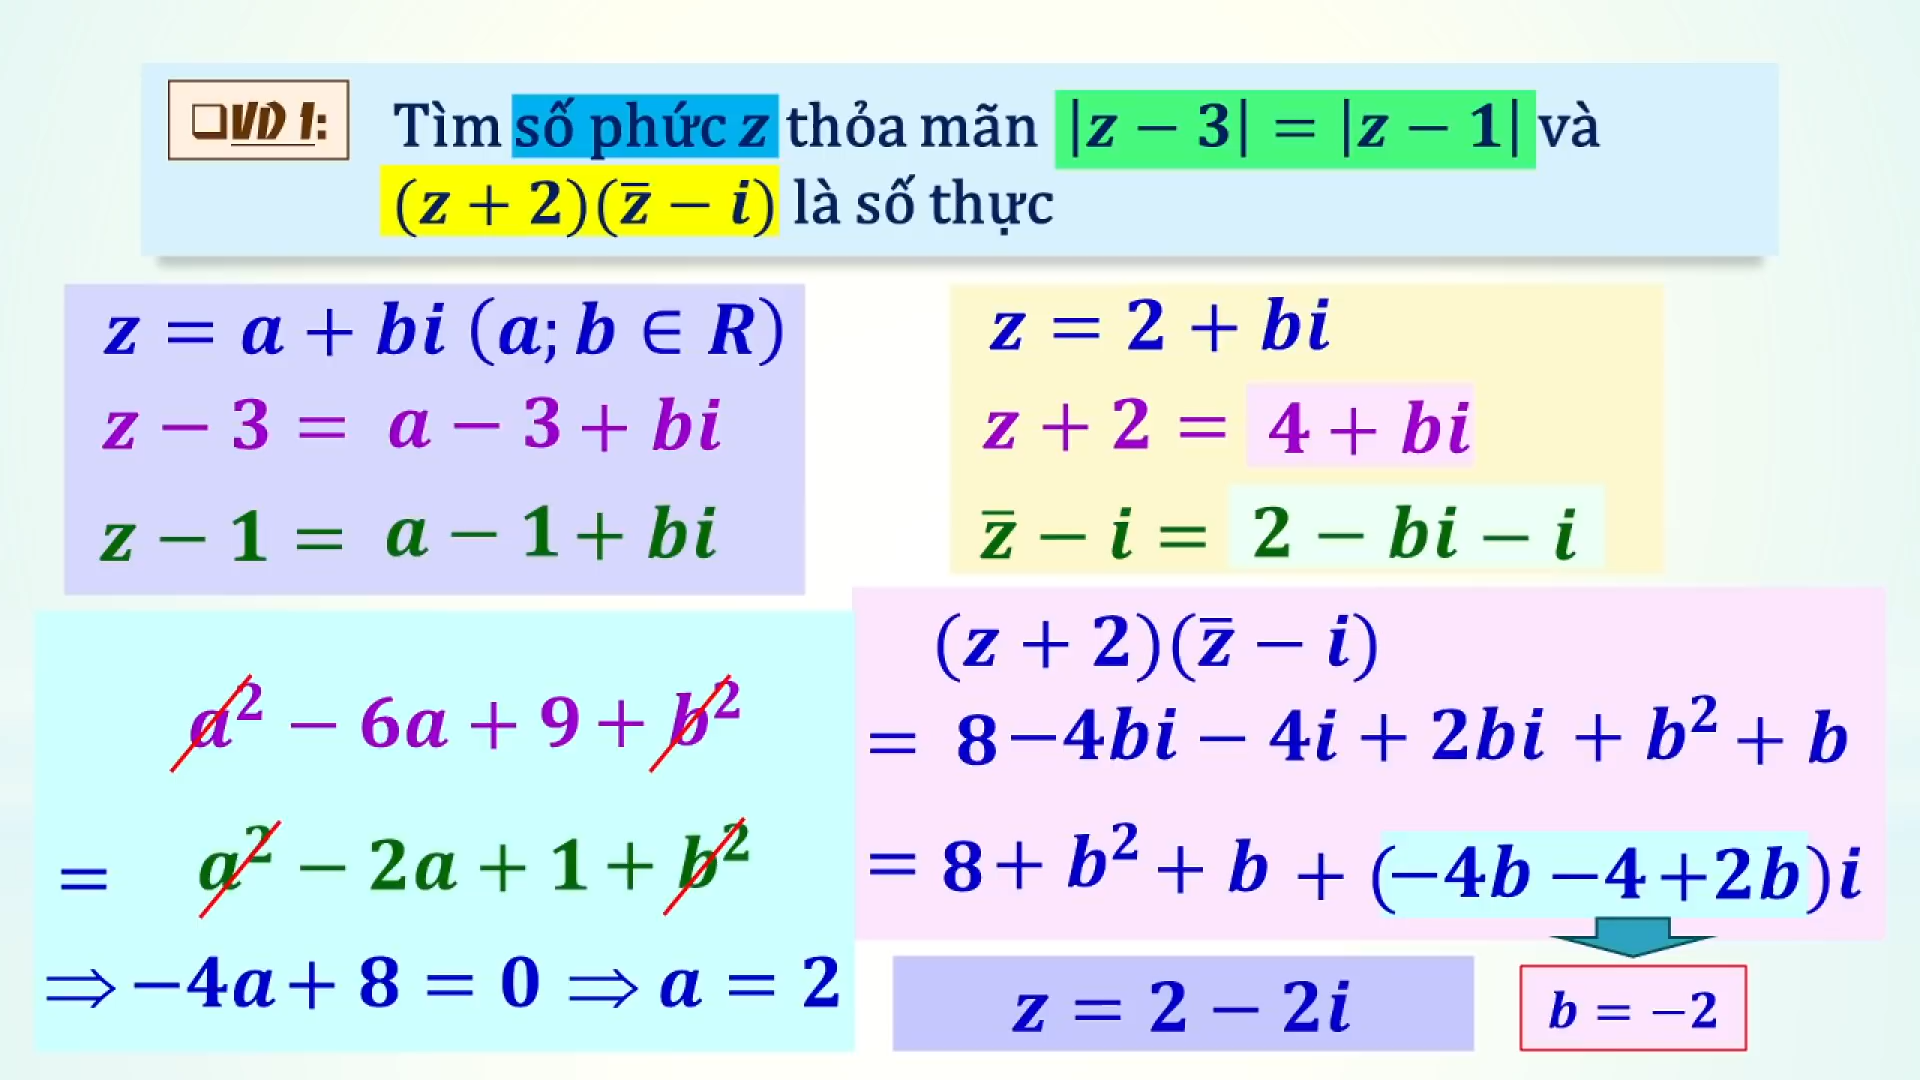 ❑VD 1: Tìm số phức z thỏa mãn |z − 3| = |z − 1| và
(z + 2)(z̅ − i) là số thực
z = a + bi (a; b ∈ R)
z − 3 = a − 3 + bi
z − 1 = a − 1 + bi
a² − 6a + 9 + b²
= a² − 2a + 1 + b²
⇒ −4a + 8 = 0 ⇒ a = 2
z = 2 + bi
z + 2 = 4 + bi
z̅ − i = 2 − bi − i
(z + 2)(z̅ − i)
= 8 −4bi − 4i + 2bi + b² + b
= 8 + b² + b + (−4b −4 +2b)i
b = −2
z = 2 − 2i